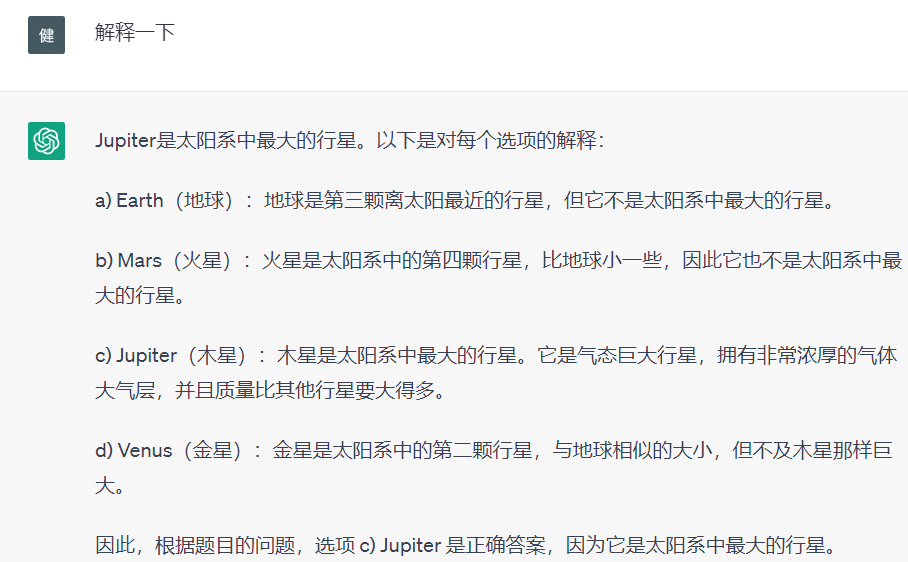 健
解释一下
Jupiter是太阳系中最大的行星。以下是对每个选项的解释：
a) Earth（地球）：地球是第三颗离太阳最近的行星，但它不是太阳系中最大的行星。
b) Mars（火星）：火星是太阳系中的第四颗行星，比地球小一些，因此它也不是太阳系中最
大的行星。
c) Jupiter（木星）：木星是太阳系中最大的行星。它是气态巨大行星，拥有非常浓厚的气体
大气层，并且质量比其他行星要大得多。
d) Venus（金星）：金星是太阳系中的第二颗行星，与地球相似的大小，但不及木星那样巨
大。
因此，根据题目的问题，选项 c) Jupiter 是正确答案，因为它是太阳系中最大的行星。